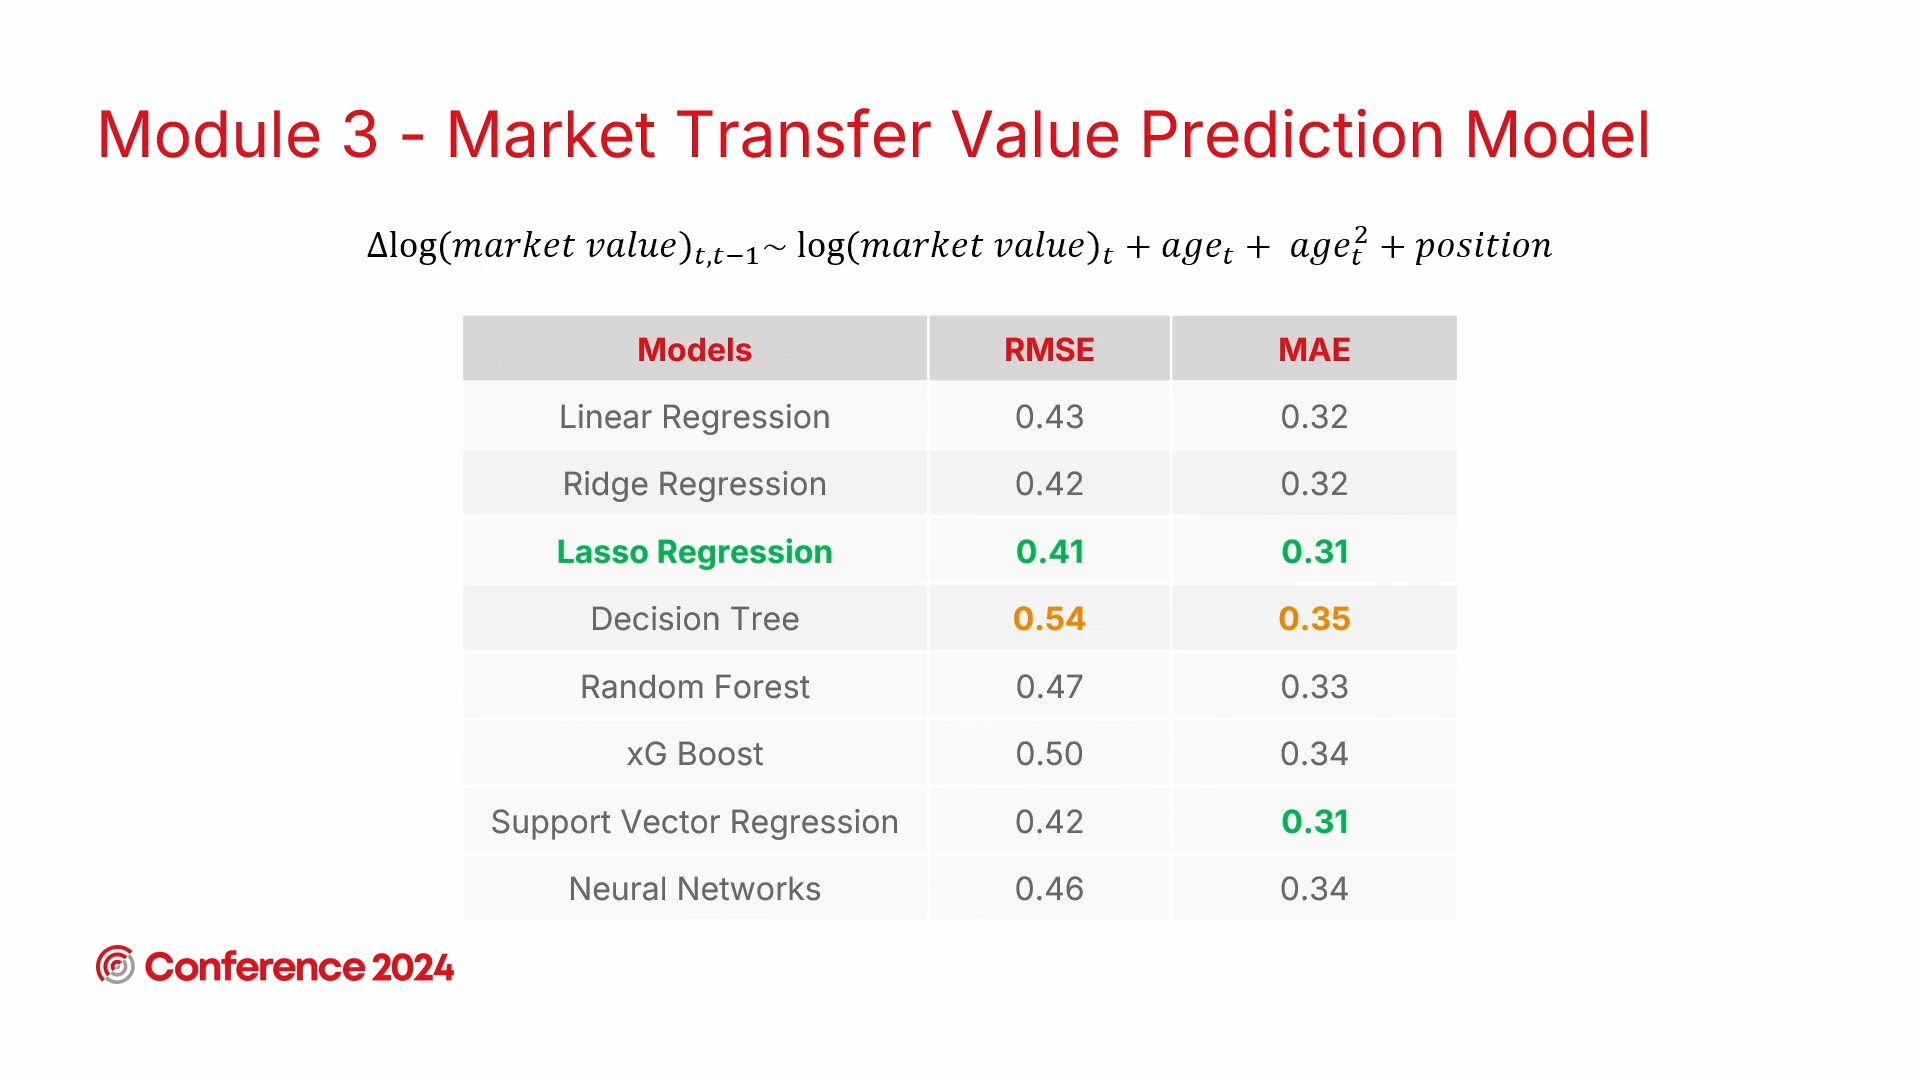 Module 3 - Market Transfer Value Prediction Model
Δlog(market value)ₜ,ₜ₋₁~ log(market value)ₜ + ageₜ + ageₜ² + position
Models RMSE MAE
Linear Regression 0.43 0.32
Ridge Regression 0.42 0.32
Lasso Regression 0.41 0.31
Decision Tree 0.54 0.35
Random Forest 0.47 0.33
xG Boost 0.50 0.34
Support Vector Regression 0.42 0.31
Neural Networks 0.46 0.34
Conference 2024